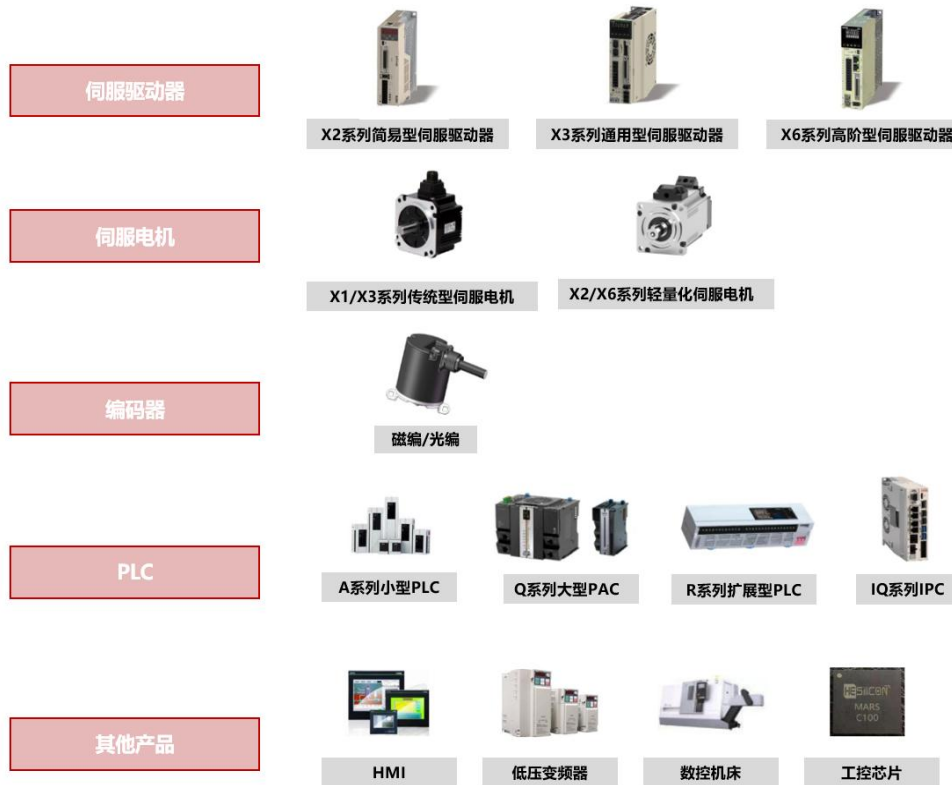 伺服驱动器
X2系列简易型伺服驱动器
X3系列通用型伺服驱动器
X6系列高阶型伺服驱动器
伺服电机
X1/X3系列传统型伺服电机
X2/X6系列轻量化伺服电机
编码器
磁编/光编
PLC
A系列小型PLC
Q系列大型PAC
R系列扩展型PLC
IQ系列IPC
其他产品
HESiICON
MARS
C100
HMI
低压变频器
数控机床
工控芯片